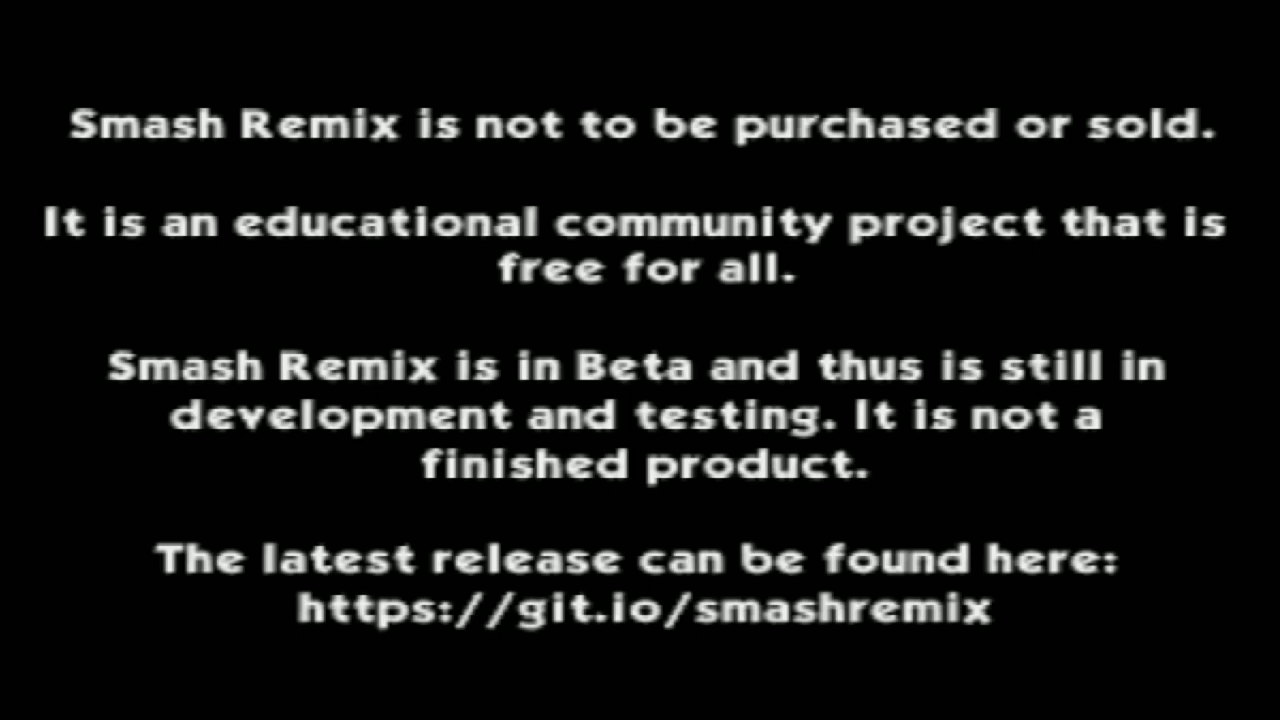 Smash Remix is not to be purchased or sold.
It is an educational community project that is
free for all.
Smash Remix is in Beta and thus is still in
development and testing. It is not a
finished product.
The latest release can be found here:
https://git.io/smashremix